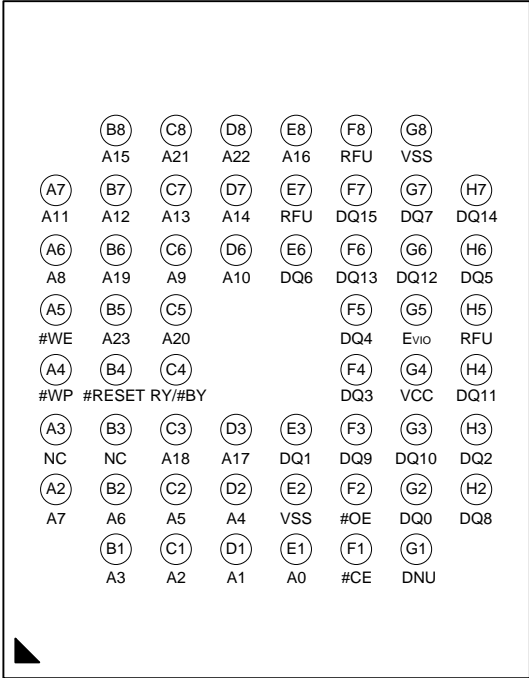 B8 C8 D8 E8 F8 G8
A15 A21 A22 A16 RFU VSS
A7 B7 C7 D7 E7 F7 G7 H7
A11 A12 A13 A14 RFU DQ15 DQ7 DQ14
A6 B6 C6 D6 E6 F6 G6 H6
A8 A19 A9 A10 DQ6 DQ13 DQ12 DQ5
A5 B5 C5 F5 G5 H5
#WE A23 A20 DQ4 EVIO RFU
A4 B4 C4 F4 G4 H4
#WP #RESET RY/#BY DQ3 VCC DQ11
A3 B3 C3 D3 E3 F3 G3 H3
NC NC A18 A17 DQ1 DQ9 DQ10 DQ2
A2 B2 C2 D2 E2 F2 G2 H2
A7 A6 A5 A4 VSS #OE DQ0 DQ8
B1 C1 D1 E1 F1 G1
A3 A2 A1 A0 #CE DNU